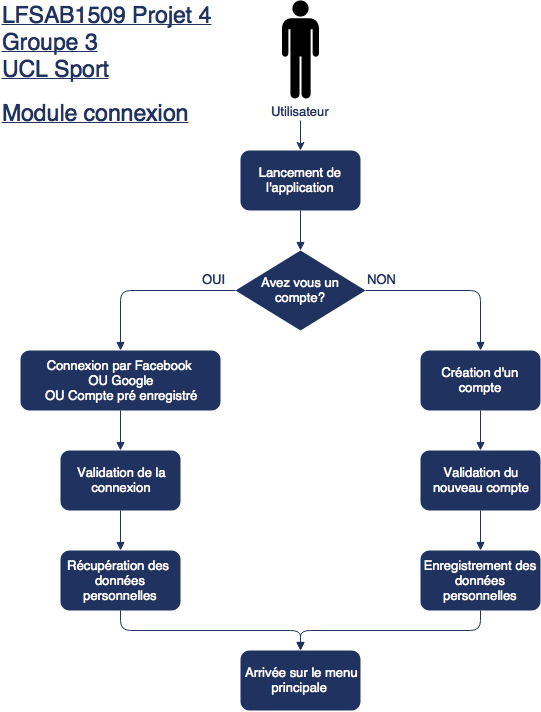 LFSAB1509 Projet 4
Groupe 3
UCL Sport
Module connexion
Utilisateur
Lancement de
l'application
Avez vous un
compte?
OUI
NON
Connexion par Facebook
OU Google
OU Compte pré enregistré
Création d'un
compte
Validation de la
connexion
Validation du
nouveau compte
Récupération des
données
personnelles
Enregistrement des
données
personnelles
Arrivée sur le menu
principale